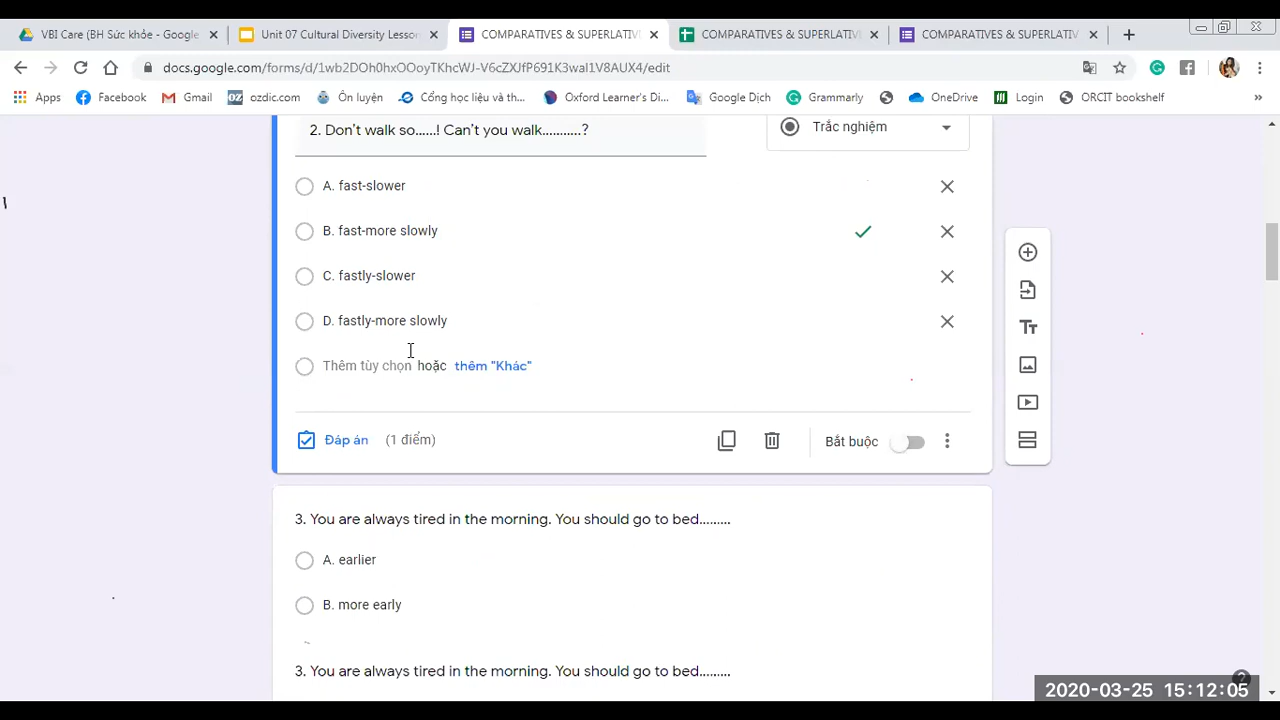 VBI Care (BH Sức khỏe - Google
Unit 07 Cultural Diversity Lesson
COMPARATIVES & SUPERLATIV
COMPARATIVES & SUPERLATIV
COMPARATIVES & SUPERLATIV
docs.google.com/forms/d/1wb2DOh0hxOOoyTKhcWJ-V6cZXJfP691K3wal1V8AUX4/edit
Apps
Facebook
Gmail
ozdic.com
Ôn luyện
Cổng học liệu và th...
Oxford Learner's Di...
Google Dịch
Grammarly
OneDrive
Login
ORCIT bookshelf
»
2. Don't walk so......! Can't you walk...........?
Trắc nghiệm
A. fast-slower
B. fast-more slowly
C. fastly-slower
D. fastly-more slowly
Thêm tùy chọn hoặc thêm "Khác"
Đáp án (1 điểm)
Bắt buộc
3. You are always tired in the morning. You should go to bed.........
A. earlier
B. more early
3. You are always tired in the morning. You should go to bed.........
2020-03-25 15:12:05